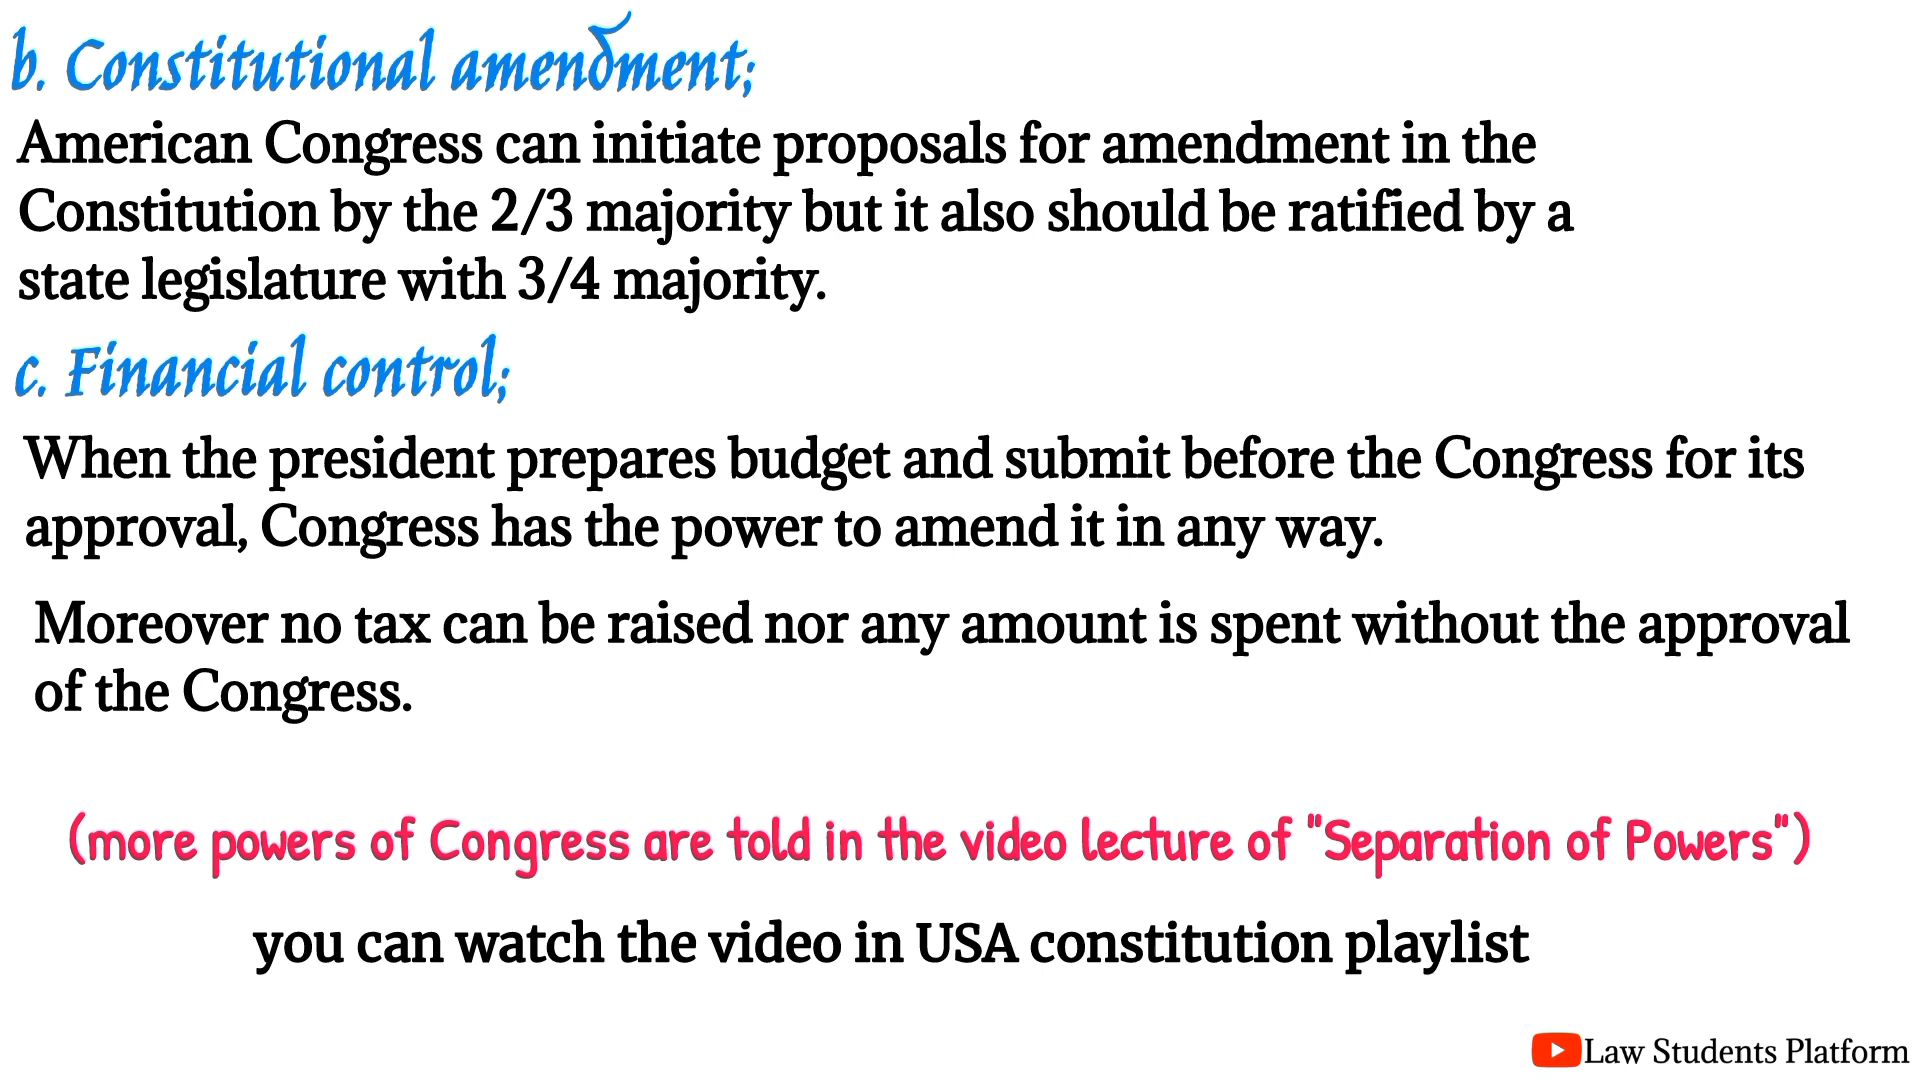 b. Constitutional amendment;
American Congress can initiate proposals for amendment in the
Constitution by the 2/3 majority but it also should be ratified by a
state legislature with 3/4 majority.
c. Financial control;
When the president prepares budget and submit before the Congress for its
approval, Congress has the power to amend it in any way.
Moreover no tax can be raised nor any amount is spent without the approval
of the Congress.
(more powers of Congress are told in the video lecture of "Separation of Powers")
you can watch the video in USA constitution playlist
Law Students Platform